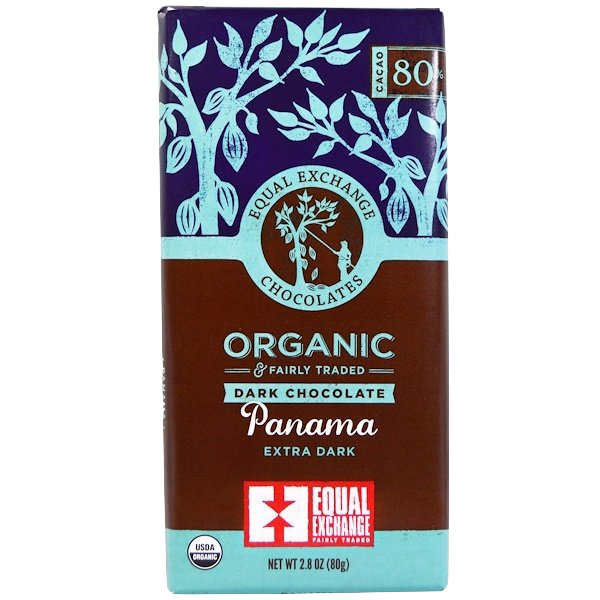 CACAO 80%
EQUAL EXCHANGE
CHOCOLATES
ORGANIC
& FAIRLY TRADED
DARK CHOCOLATE
Panama
EXTRA DARK
EQUAL
EXCHANGE
FAIRLY TRADED
USDA
ORGANIC
NET WT 2.8 OZ (80g)